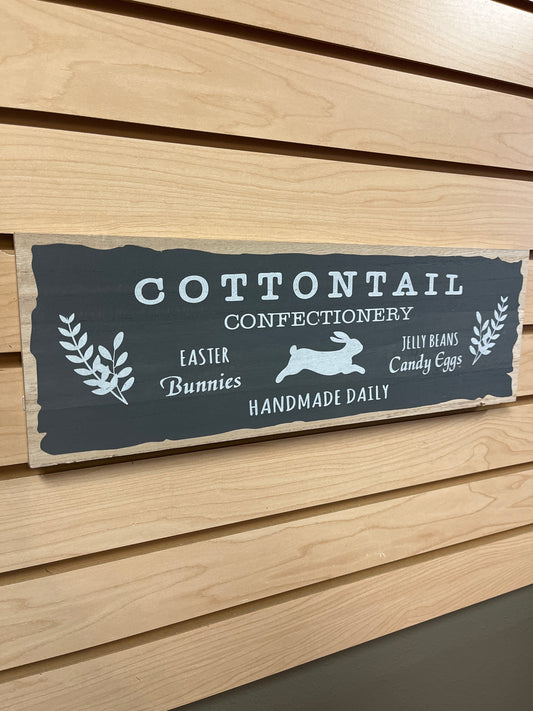 COTTONTAIL
CONFECTIONERY
EASTER
Bunnies
JELLY BEANS
Candy Eggs
HANDMADE DAILY